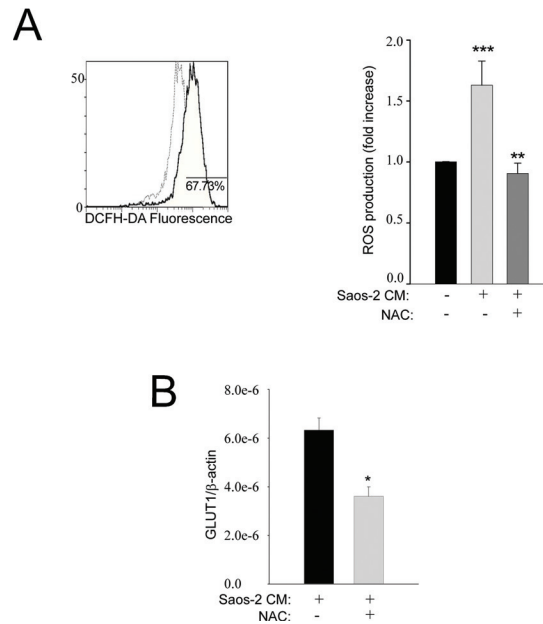 A
50
0
67.73%
DCFH-DA Fluorescence
ROS production (fold increase)
2.0
1.5
1.0
0.5
0.0
***
**
Saos-2 CM: - + +
NAC: - - +
B
GLUT1/β-actin
8.0e-6
6.0e-6
4.0e-6
2.0e-6
0.0
*
Saos-2 CM: + +
NAC: - +